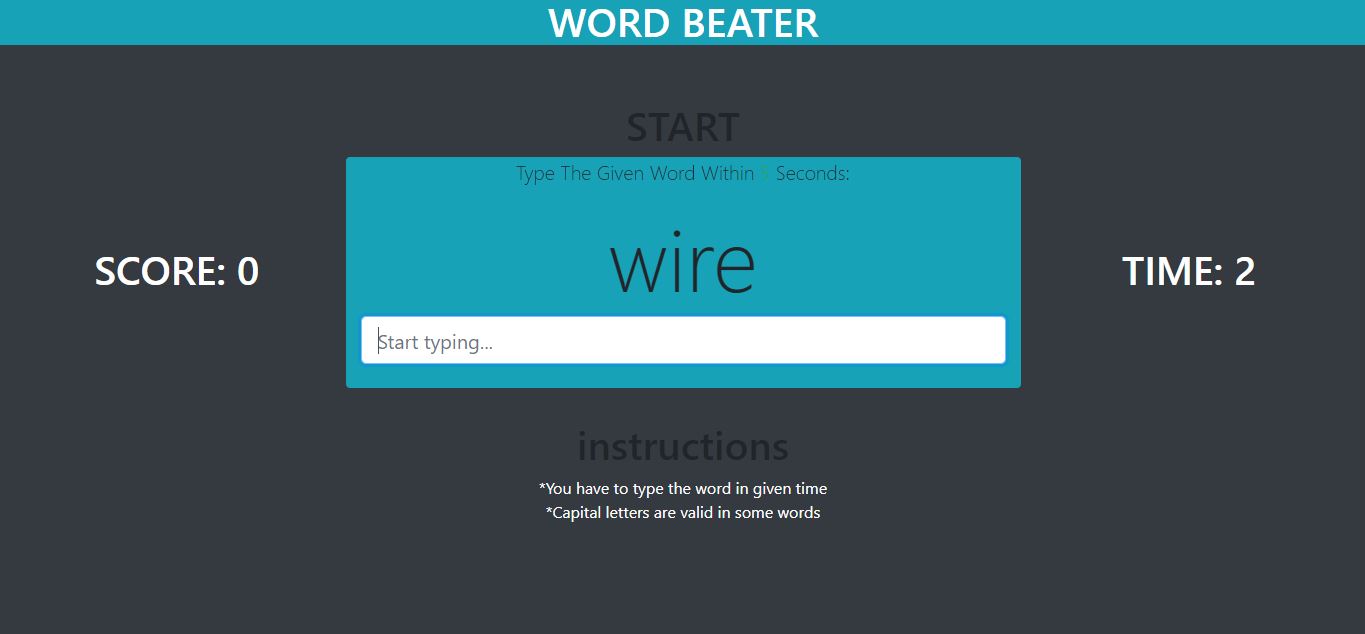 WORD BEATER
START
Type The Given Word Within 5 Seconds:
wire
SCORE: 0
TIME: 2
Start typing...
instructions
*You have to type the word in given time
*Capital letters are valid in some words